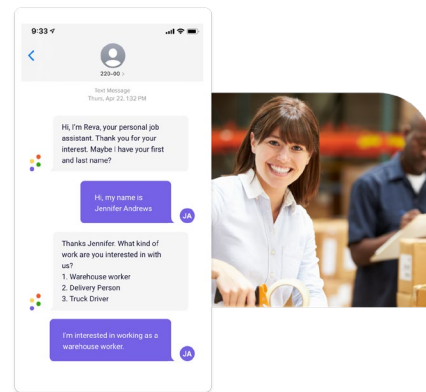 9:33
220-00 >
Text Message
Thurs, Apr 22, 1:32 PM
Hi, I'm Reva, your personal job
assistant. Thank you for your
interest. Maybe I have your first
and last name?
Hi, my name is
Jennifer Andrews
JA
Thanks Jennifer. What kind of
work are you interested in with
us?
1. Warehouse worker
2. Delivery Person
3. Truck Driver
I'm interested in working as a
warehouse worker.
JA